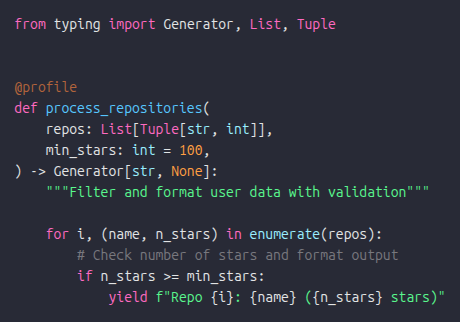 from typing import Generator, List, Tuple
@profile
def process_repositories(
    repos: List[Tuple[str, int]],
    min_stars: int = 100,
) -> Generator[str, None]:
    """Filter and format user data with validation"""
    for i, (name, n_stars) in enumerate(repos):
        # Check number of stars and format output
        if n_stars >= min_stars:
            yield f"Repo {i}: {name} ({n_stars} stars)"